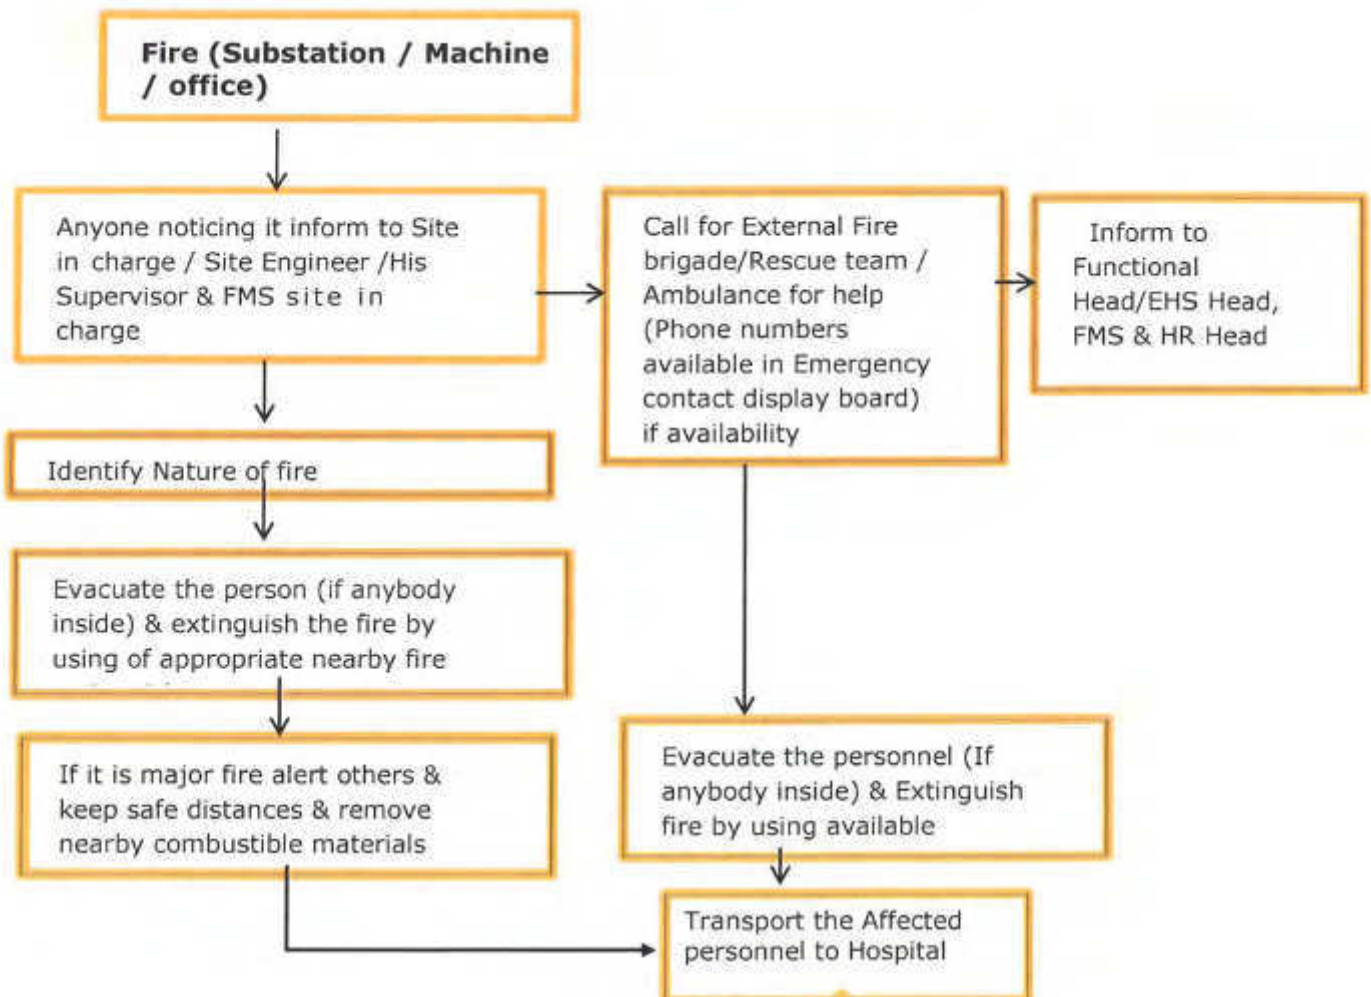 Fire (Substation / Machine
/ office)
Anyone noticing it inform to Site
in charge / Site Engineer /His
Supervisor & FMS site in
charge
Call for External Fire
brigade/Rescue team /
Ambulance for help
(Phone numbers
available in Emergency
contact display board)
if availability
Inform to
Functional
Head/EHS Head,
FMS & HR Head
Identify Nature of fire
Evacuate the person (if anybody
inside) & extinguish the fire by
using of appropriate nearby fire
If it is major fire alert others &
keep safe distances & remove
nearby combustible materials
Evacuate the personnel (If
anybody inside) & Extinguish
fire by using available
Transport the Affected
personnel to Hospital